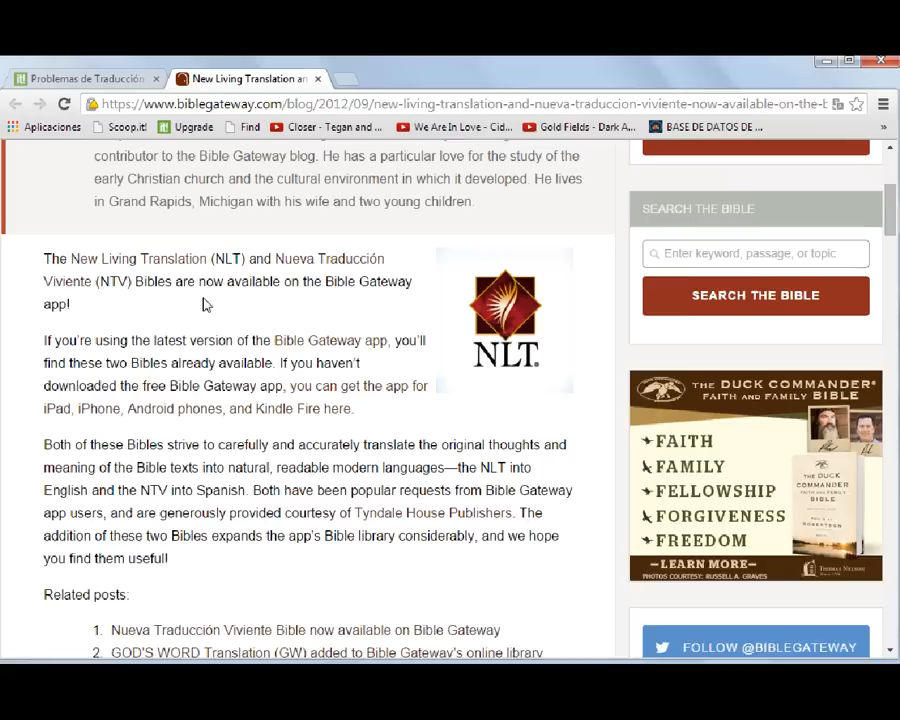 Problemas de Traducción
New Living Translation an
https://www.biblegateway.com/blog/2012/09/new-living-translation-and-nueva-traduccion-viviente-now-available-on-the-b
Aplicaciones
Scoop.it!
Upgrade
Find
Closer - Tegan and ...
We Are In Love - Cid...
Gold Fields - Dark A...
BASE DE DATOS DE ...
»
contributor to the Bible Gateway blog. He has a particular love for the study of the
early Christian church and the cultural environment in which it developed. He lives
in Grand Rapids, Michigan with his wife and two young children.
The New Living Translation (NLT) and Nueva Traducción
Viviente (NTV) Bibles are now available on the Bible Gateway
app!
If you're using the latest version of the Bible Gateway app, you'll
find these two Bibles already available. If you haven't
downloaded the free Bible Gateway app, you can get the app for
iPad, iPhone, Android phones, and Kindle Fire here.
NLT.
Both of these Bibles strive to carefully and accurately translate the original thoughts and
meaning of the Bible texts into natural, readable modern languages—the NLT into
English and the NTV into Spanish. Both have been popular requests from Bible Gateway
app users, and are generously provided courtesy of Tyndale House Publishers. The
addition of these two Bibles expands the app's Bible library considerably, and we hope
you find them useful!
Related posts:
1. Nueva Traducción Viviente Bible now available on Bible Gateway
2. GOD'S WORD Translation (GW) added to Bible Gateway's online library
SEARCH THE BIBLE
Enter keyword, passage, or topic
SEARCH THE BIBLE
THE DUCK COMMANDER®
FAITH AND FAMILY BIBLE
FAITH
FAMILY
FELLOWSHIP
FORGIVENESS
FREEDOM
THE DUCK
COMMANDER
FAITH AND FAMILY
BIBLE
LEARN MORE
PHOTOS COURTESY: RUSSELL A. GRAVES
THOMAS NELSON
FOLLOW @BIBLEGATEWAY